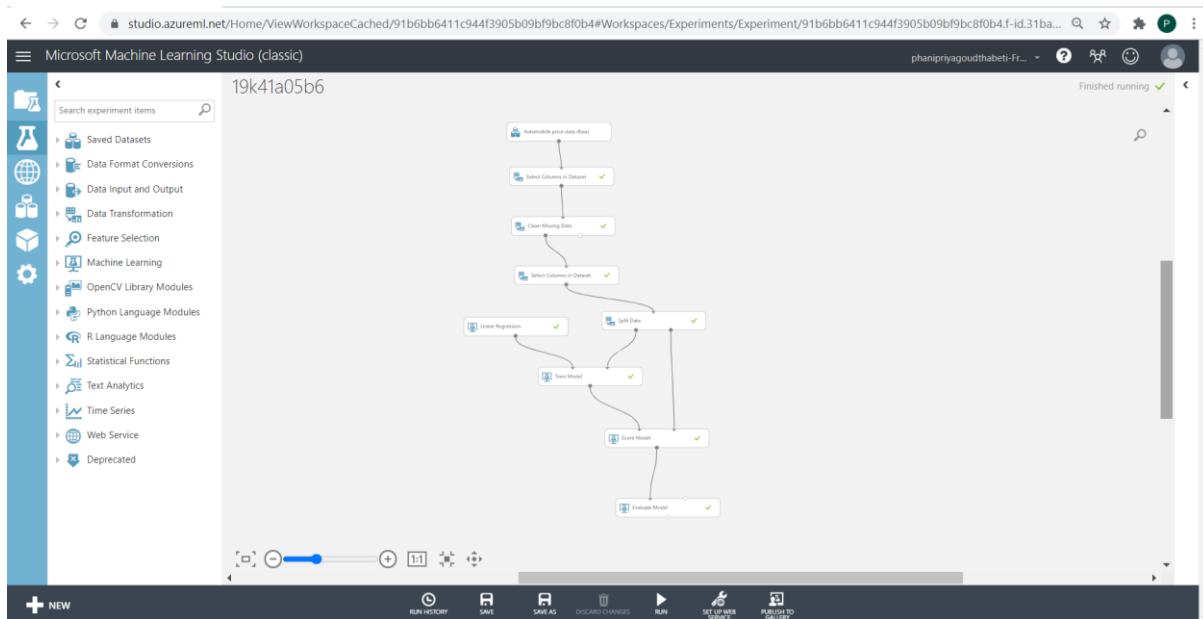 studio.azureml.net/Home/ViewWorkspaceCached/91b6bb6411c944f3905b09bf9bc8f0b4#Workspaces/Experiments/Experiment/91b6bb6411c944f3905b09bf9bc8f0b4.f-id.31ba...
P
Microsoft Machine Learning Studio (classic)
phanipriyagoudthabeti-Fr...
?
19k41a05b6
Finished running
Search experiment items
Saved Datasets
Data Format Conversions
Data Input and Output
Data Transformation
Feature Selection
Machine Learning
OpenCV Library Modules
Python Language Modules
R Language Modules
Statistical Functions
Text Analytics
Time Series
Web Service
Deprecated
Automobile price data (Raw)
Select Columns in Dataset
Clean Missing Data
Select Columns in Dataset
Linear Regression
Split Data
Train Model
Score Model
Evaluate Model
1:1
NEW
RUN HISTORY
SAVE
SAVE AS
DISCARD CHANGES
RUN
SET UP WEB SERVICE
PUBLISH TO GALLERY